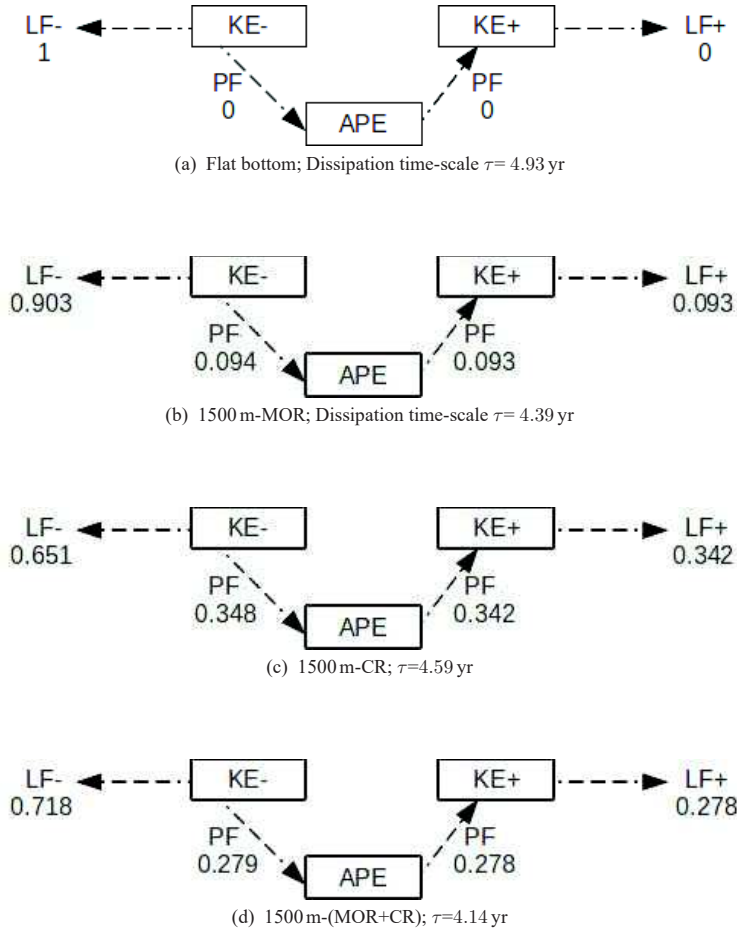 LF- KE- KE+ LF+
1 PF PF 0
0 APE 0
(a) Flat bottom; Dissipation time-scale τ= 4.93 yr
LF- KE- KE+ LF+
0.903 PF PF 0.093
0.094 APE 0.093
(b) 1500 m-MOR; Dissipation time-scale τ= 4.39 yr
LF- KE- KE+ LF+
0.651 PF PF 0.342
0.348 APE 0.342
(c) 1500 m-CR; τ=4.59 yr
LF- KE- KE+ LF+
0.718 PF PF 0.278
0.279 APE 0.278
(d) 1500 m-(MOR+CR); τ=4.14 yr